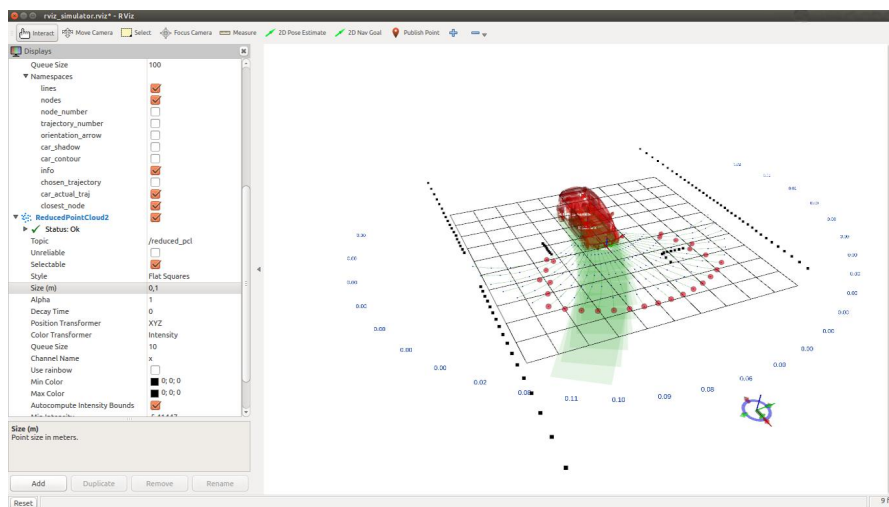 rviz_simulator.rviz* - RViz
Interact Move Camera Select Focus Camera Measure 2D Pose Estimate 2D Nav Goal Publish Point
Displays
Queue Size 100
Namespaces
lines
nodes
node_number
trajectory_number
orientation_arrow
car_shadow
car_contour
info
chosen_trajectory
car_actual_traj
closest_node
ReducedPointCloud2
Status: Ok
Topic /reduced_pcl
Unreliable
Selectable
Style Flat Squares
Size (m) 0,1
Alpha 1
Decay Time 0
Position Transformer XYZ
Color Transformer Intensity
Queue Size 10
Channel Name x
Use rainbow
Min Color 0; 0; 0
Max Color 0; 0; 0
Autocompute Intensity Bounds
Size (m)
Point size in meters.
Add Duplicate Remove Rename
Reset
0.00
0.00
0.00
0.00
0.00
0.00
0.02
0.11
0.10
0.09
0.08
0.06
0.00
0.00
0.00
0.00
0.00